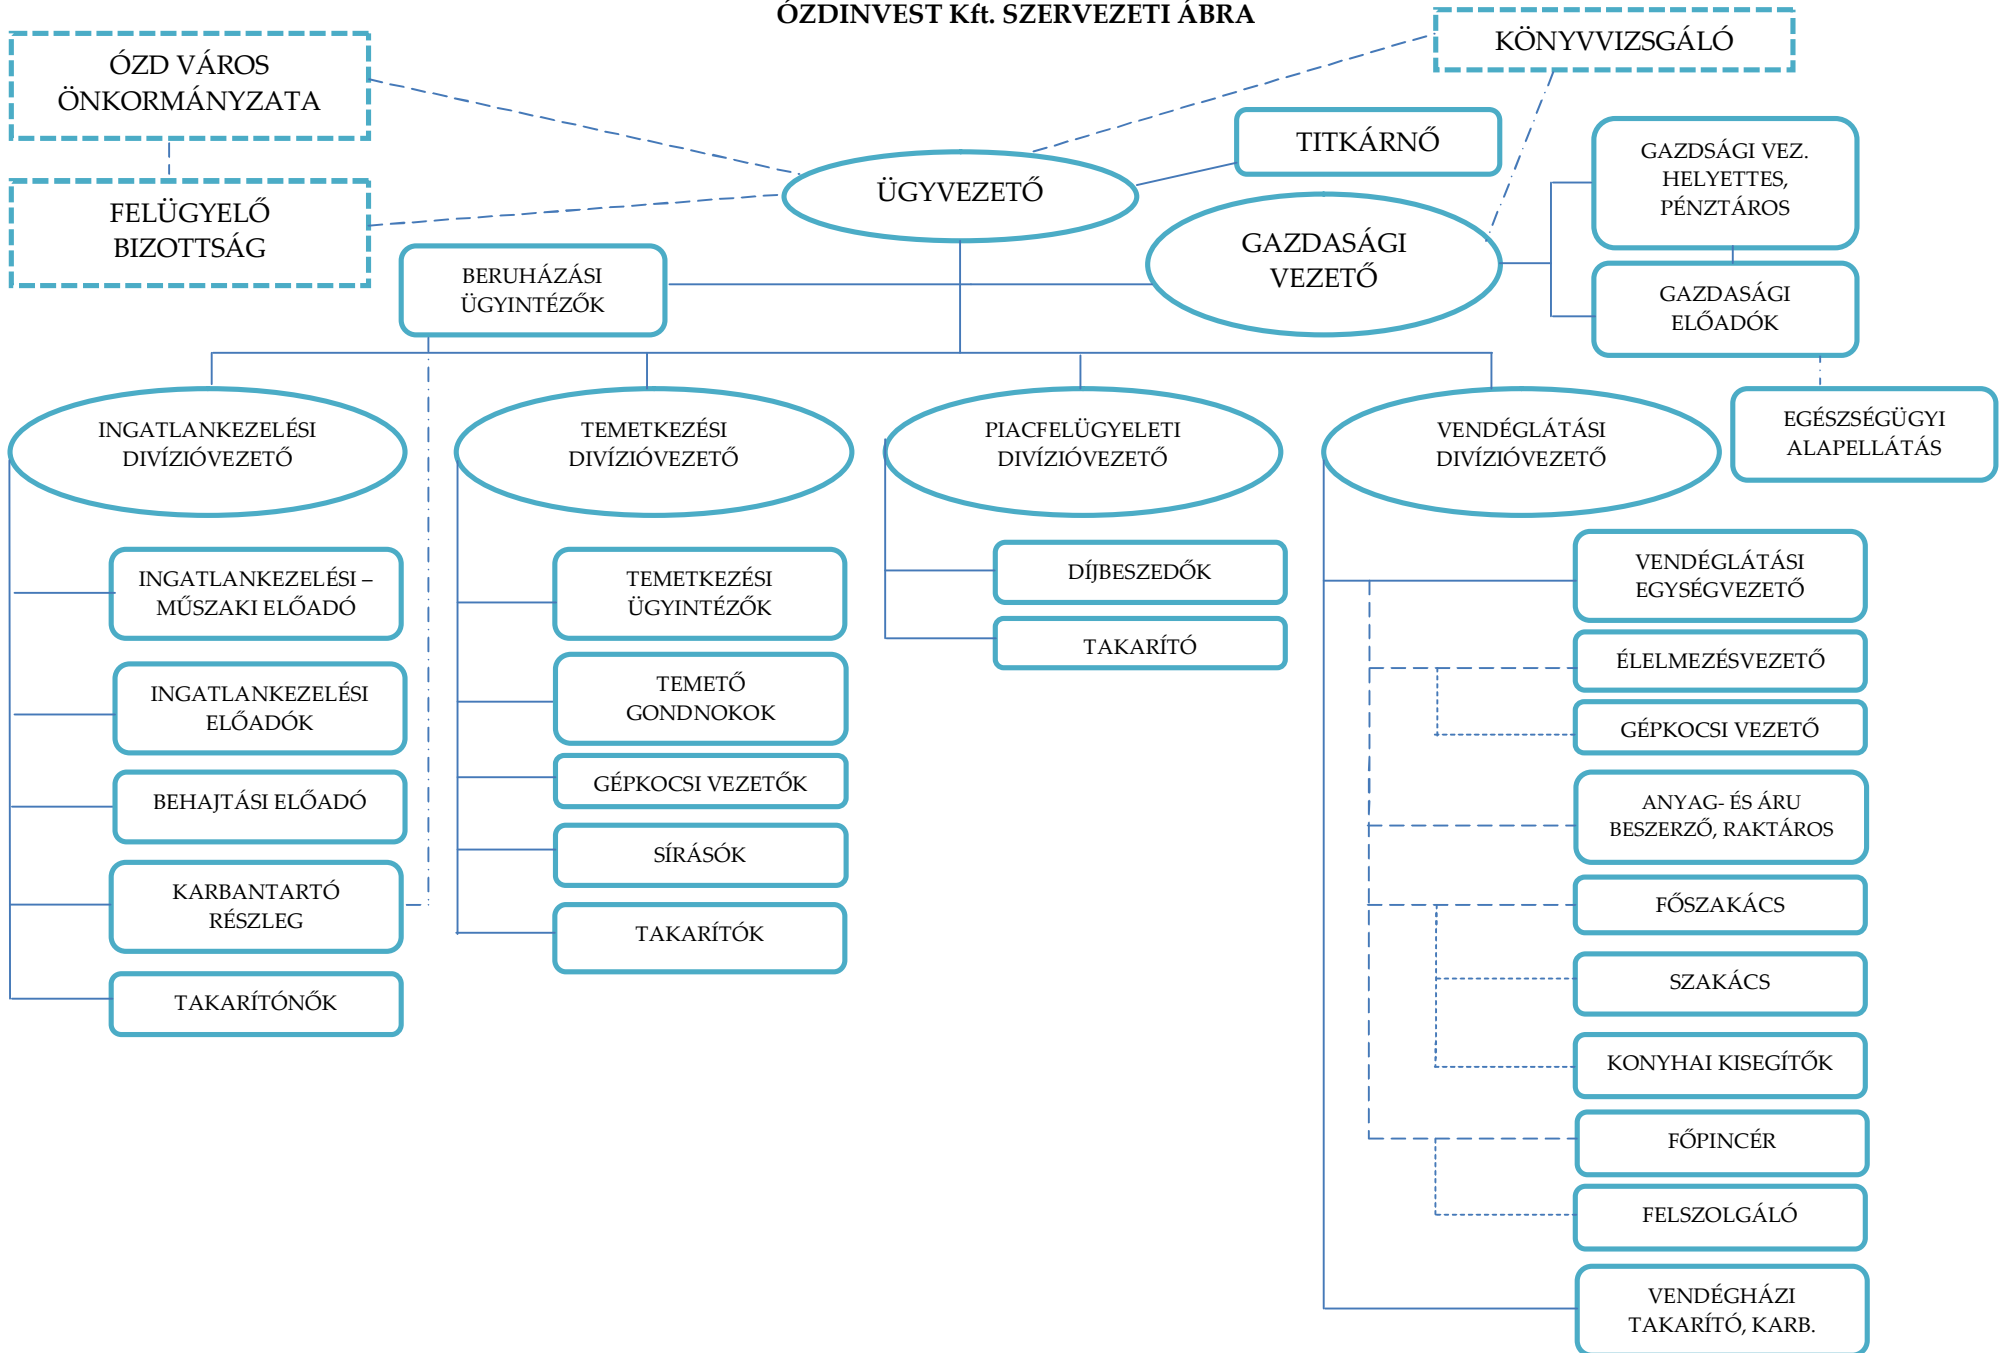 ÓZDINVEST Kft. SZERVEZETI ÁBRA
ÓZD VÁROS
ÖNKORMÁNYZATA
KÖNYVVIZSGÁLÓ
TITKÁRNŐ
ÜGYVEZETŐ
FELÜGYELŐ
BIZOTTSÁG
GAZDASÁGI
VEZETŐ
GAZDSÁGI VEZ.
HELYETTES,
PÉNZTÁROS
BERUHÁZÁSI
ÜGYINTÉZŐK
GAZDASÁGI
ELŐADÓK
EGÉSZSÉGÜGYI
ALAPELLÁTÁS
INGATLANKEZELÉSI
DIVÍZIÓVEZETŐ
TEMETKEZÉSI
DIVÍZIÓVEZETŐ
PIACFELÜGYELETI
DIVÍZIÓVEZETŐ
VENDÉGLÁTÁSI
DIVÍZIÓVEZETŐ
INGATLANKEZELÉSI –
MŰSZAKI ELŐADÓ
INGATLANKEZELÉSI
ELŐADÓK
BEHAJTÁSI ELŐADÓ
KARBANTARTÓ
RÉSZLEG
TAKARÍTÓNŐK
TEMETKEZÉSI
ÜGYINTÉZŐK
TEMETŐ
GONDNOKOK
GÉPKOCSI VEZETŐK
SÍRÁSÓK
TAKARÍTÓK
DÍJBESZEDŐK
TAKARÍTÓ
VENDÉGLÁTÁSI
EGYSÉGVEZETŐ
ÉLELMEZÉSVEZETŐ
GÉPKOCSI VEZETŐ
ANYAG- ÉS ÁRU
BESZERZŐ, RAKTÁROS
FŐSZAKÁCS
SZAKÁCS
KONYHAI KISEGÍTŐK
FŐPINCÉR
FELSZOLGÁLÓ
VENDÉGHÁZI
TAKARÍTÓ, KARB.